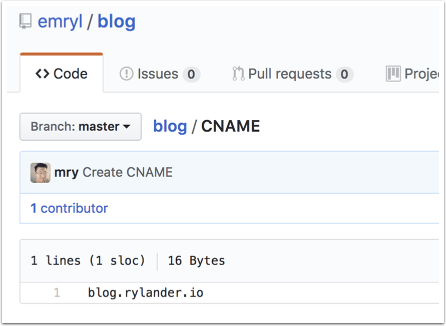 emryl / blog
Code Issues 0 Pull requests 0
Branch: master blog / CNAME
mry Create CNAME
1 contributor
1 lines (1 sloc) 16 Bytes
1 blog.rylander.io